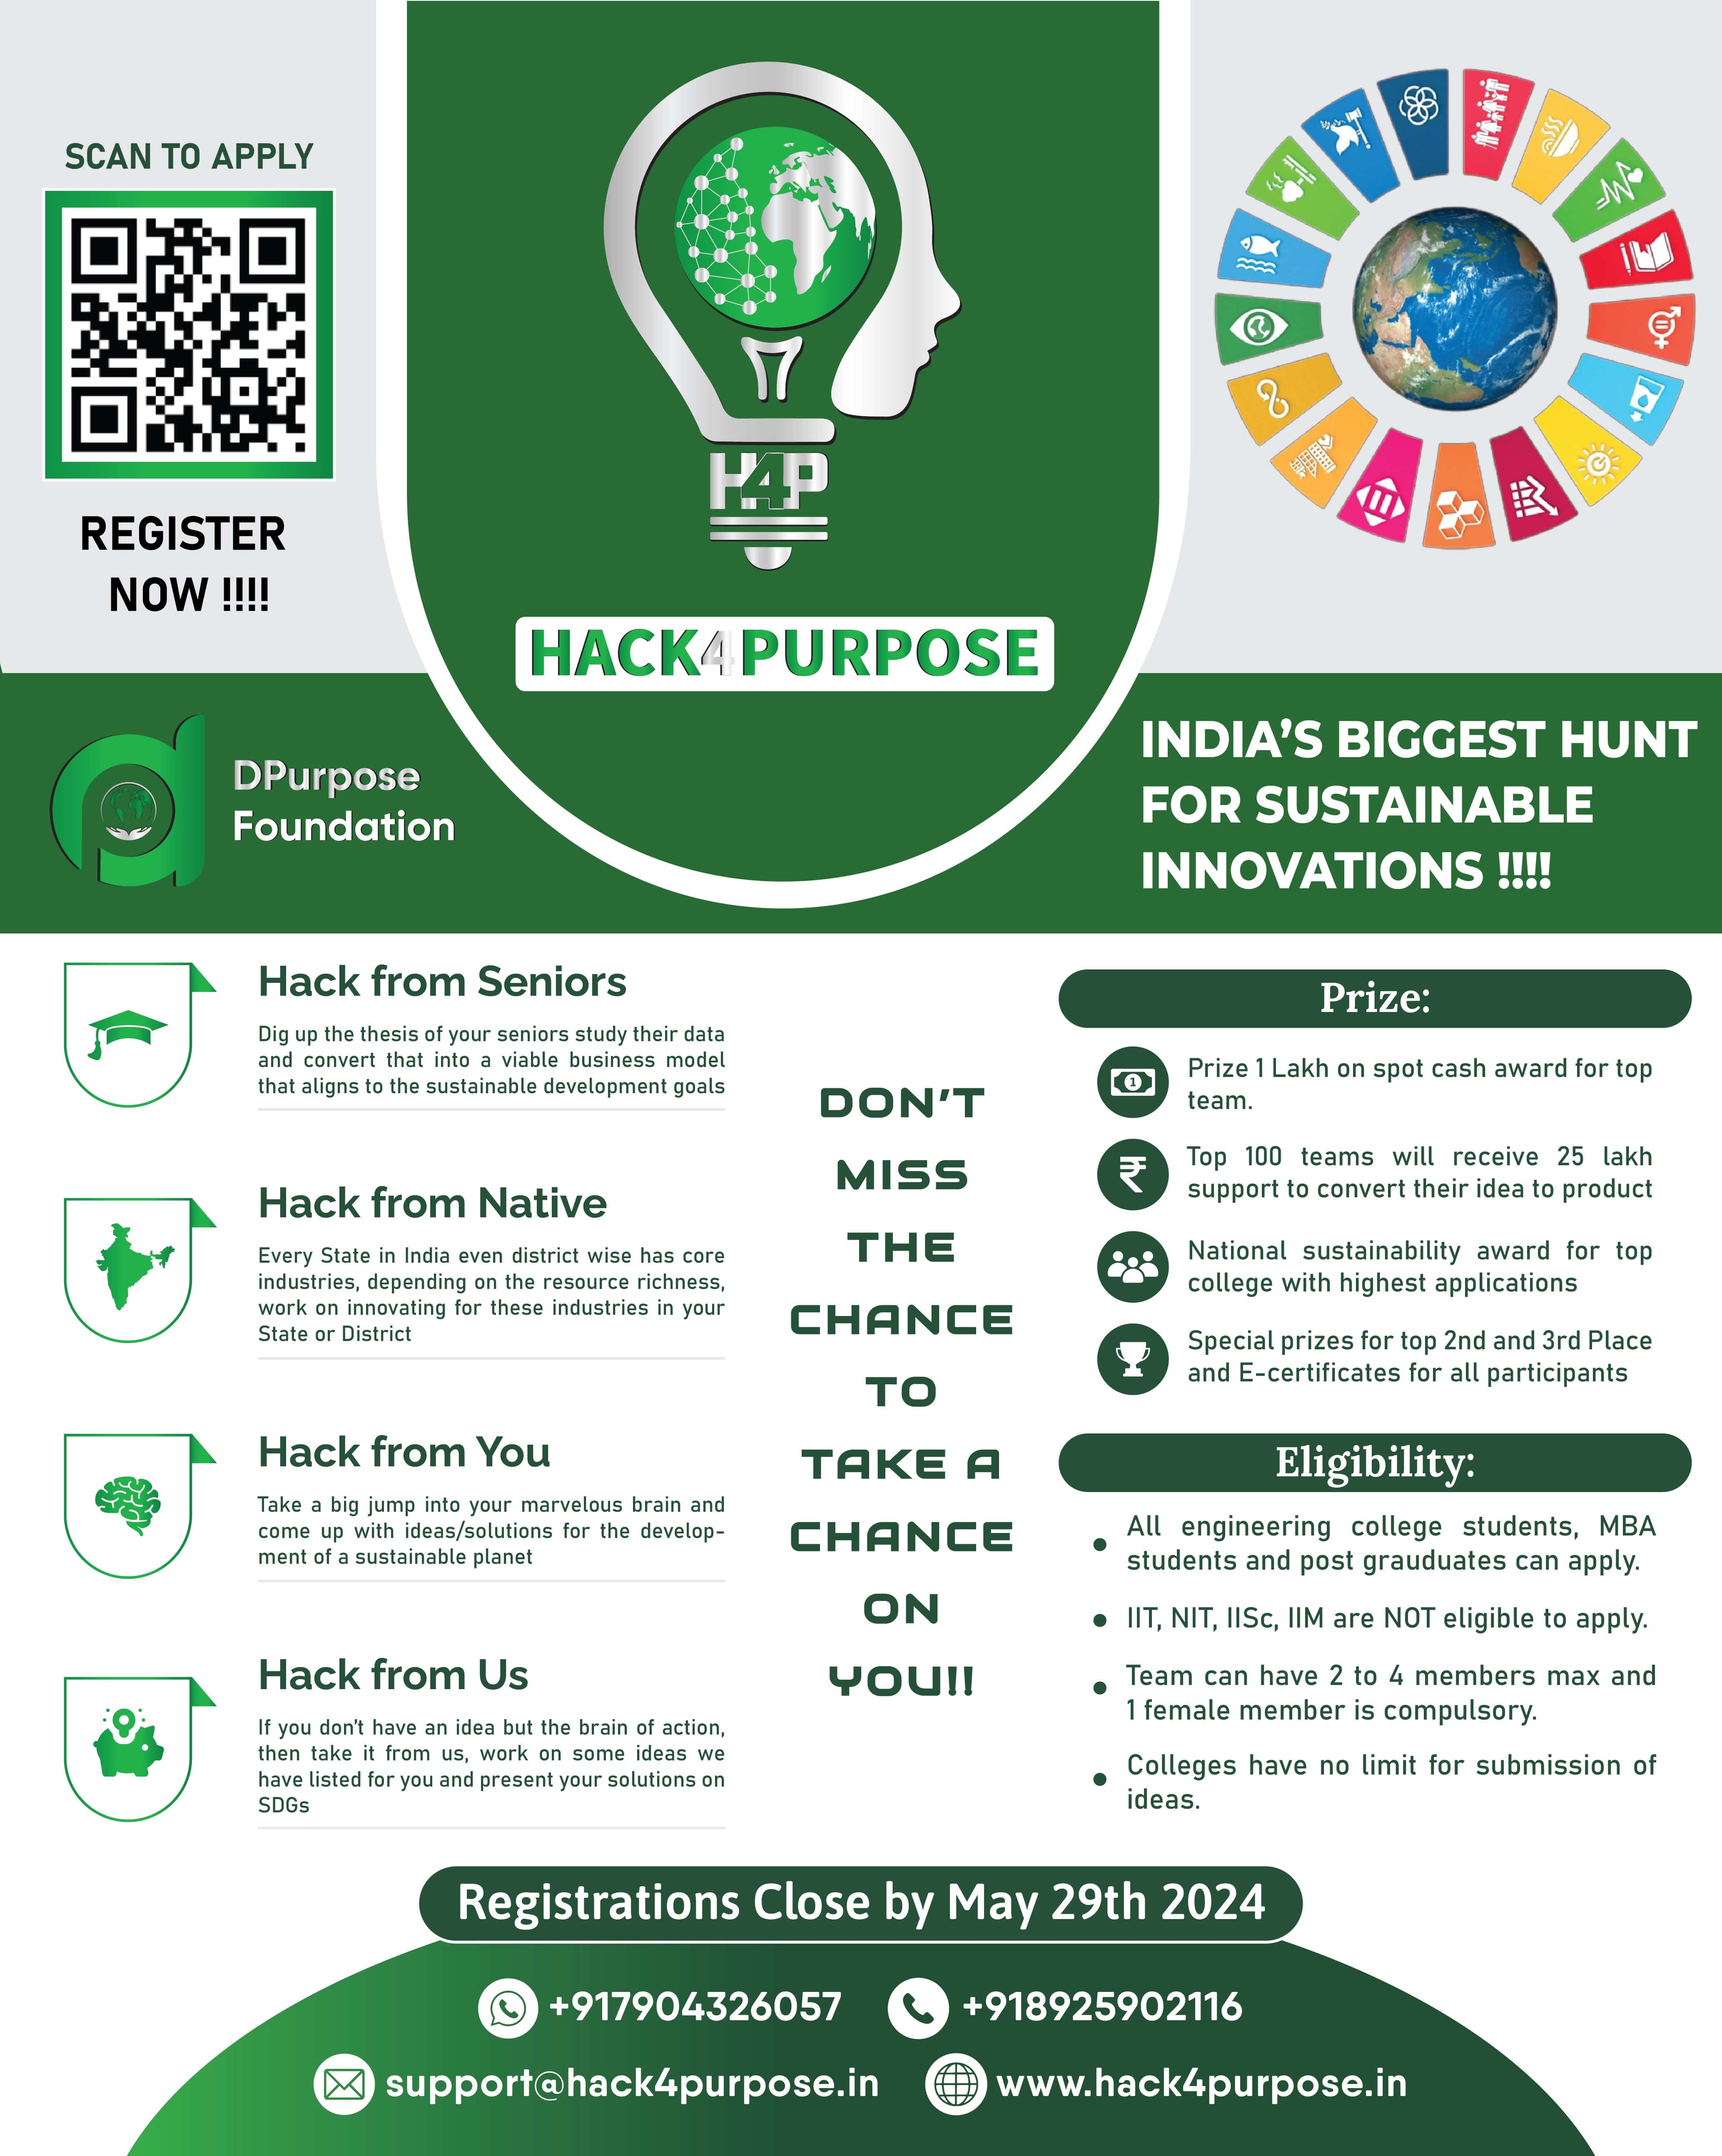 SCAN TO APPLY
REGISTER
NOW !!!!
H4P
HACK4PURPOSE
DPurpose
Foundation
INDIA'S BIGGEST HUNT
FOR SUSTAINABLE
INNOVATIONS !!!!
Hack from Seniors
Dig up the thesis of your seniors study their data
and convert that into a viable business model
that aligns to the sustainable development goals
Hack from Native
Every State in India even district wise has core
industries, depending on the resource richness,
work on innovating for these industries in your
State or District
Hack from You
Take a big jump into your marvelous brain and
come up with ideas/solutions for the develop-
ment of a sustainable planet
Hack from Us
If you don't have an idea but the brain of action,
then take it from us, work on some ideas we
have listed for you and present your solutions on
SDGs
DON'T
MISS
THE
CHANCE
TO
TAKE A
CHANCE
ON
YOU!!
Prize:
1
Prize 1 Lakh on spot cash award for top
team.
₹
Top 100 teams will receive 25 lakh
support to convert their idea to product
National sustainability award for top
college with highest applications
Special prizes for top 2nd and 3rd Place
and E-certificates for all participants
Eligibility:
● All engineering college students, MBA
students and post grauduates can apply.
● IIT, NIT, IISc, IIM are NOT eligible to apply.
● Team can have 2 to 4 members max and
1 female member is compulsory.
● Colleges have no limit for submission of
ideas.
Registrations Close by May 29th 2024
+917904326057 +918925902116
support@hack4purpose.in www.hack4purpose.in